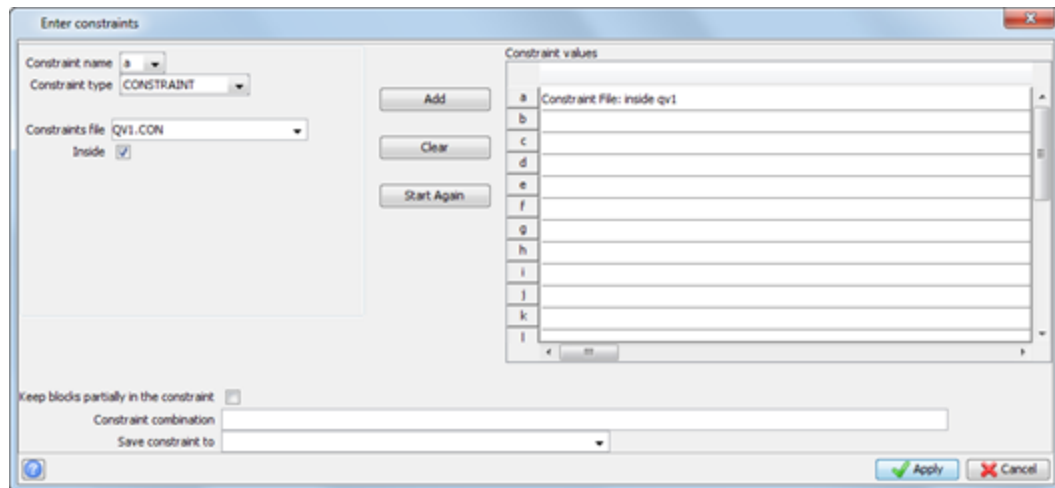 Enter constraints
Constraint name a
Constraint type CONSTRAINT
Constraints file QV1.CON
Inside
Add
Clear
Start Again
Constraint values
a Constraint File: inside qv1
b
c
d
e
f
g
h
i
j
k
l
Keep blocks partially in the constraint
Constraint combination
Save constraint to
? Apply Cancel